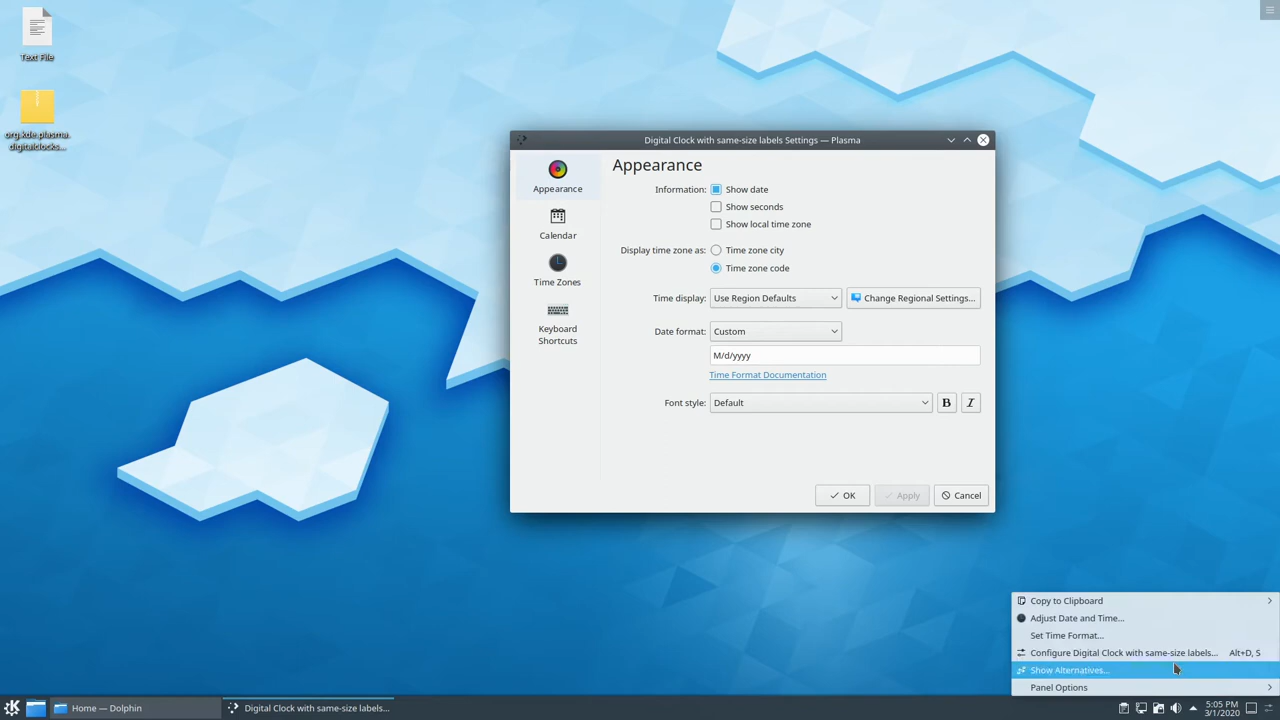 Text File
org.kde.plasma.
digitalclocks...
Digital Clock with same-size labels Settings — Plasma
Appearance
Calendar
Time Zones
Keyboard
Shortcuts
Appearance
Information: Show date
Show seconds
Show local time zone
Display time zone as: Time zone city
Time zone code
Time display: Use Region Defaults Change Regional Settings...
Date format: Custom
M/d/yyyy
Time Format Documentation
Font style: Default B I
OK Apply Cancel
Copy to Clipboard
Adjust Date and Time...
Set Time Format...
Configure Digital Clock with same-size labels... Alt+D, S
Show Alternatives...
Panel Options
Home — Dolphin
Digital Clock with same-size labels...
5:05 PM
3/1/2020